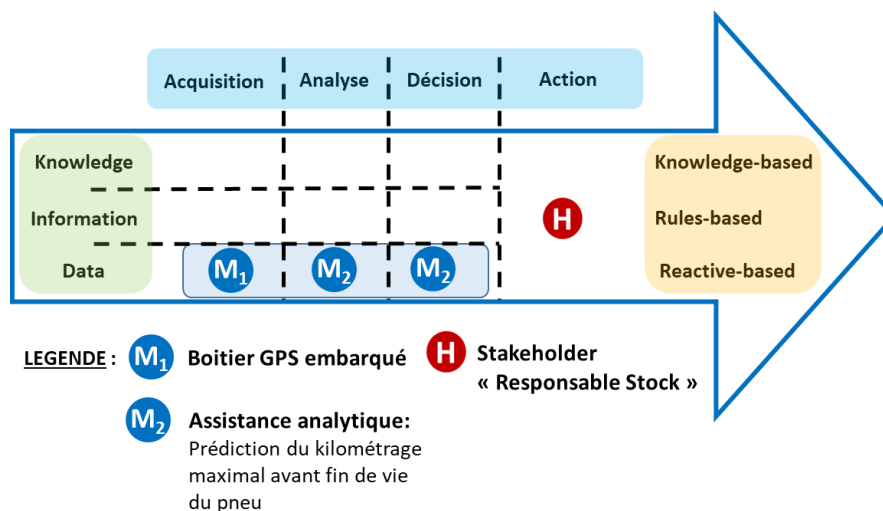 Acquisition Analyse Décision Action
Knowledge Knowledge-based
Information H Rules-based
Data M1 M2 M2 Reactive-based
LEGENDE : M1 Boitier GPS embarqué H Stakeholder
« Responsable Stock »
M2 Assistance analytique:
Prédiction du kilométrage
maximal avant fin de vie
du pneu